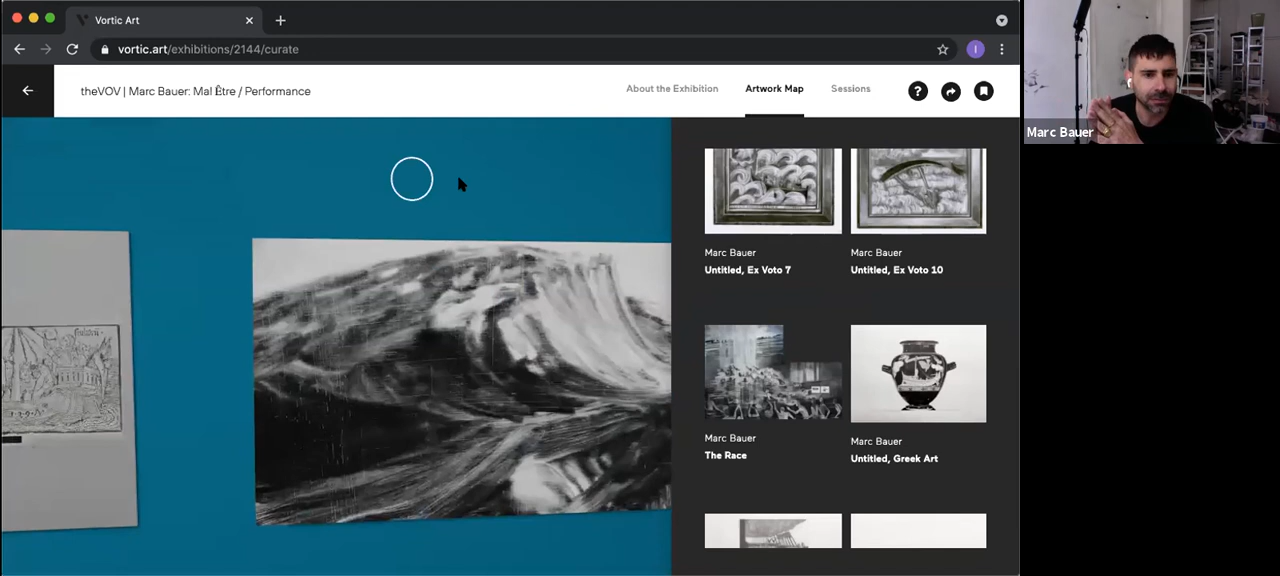 Vortic Art
vortic.art/exhibitions/2144/curate
I
theVOV | Marc Bauer: Mal Être / Performance
About the Exhibition
Artwork Map
Sessions
?
Marc Bauer
Marc Bauer
Untitled, Ex Voto 7
Marc Bauer
Untitled, Ex Voto 10
Marc Bauer
The Race
Marc Bauer
Untitled, Greek Art